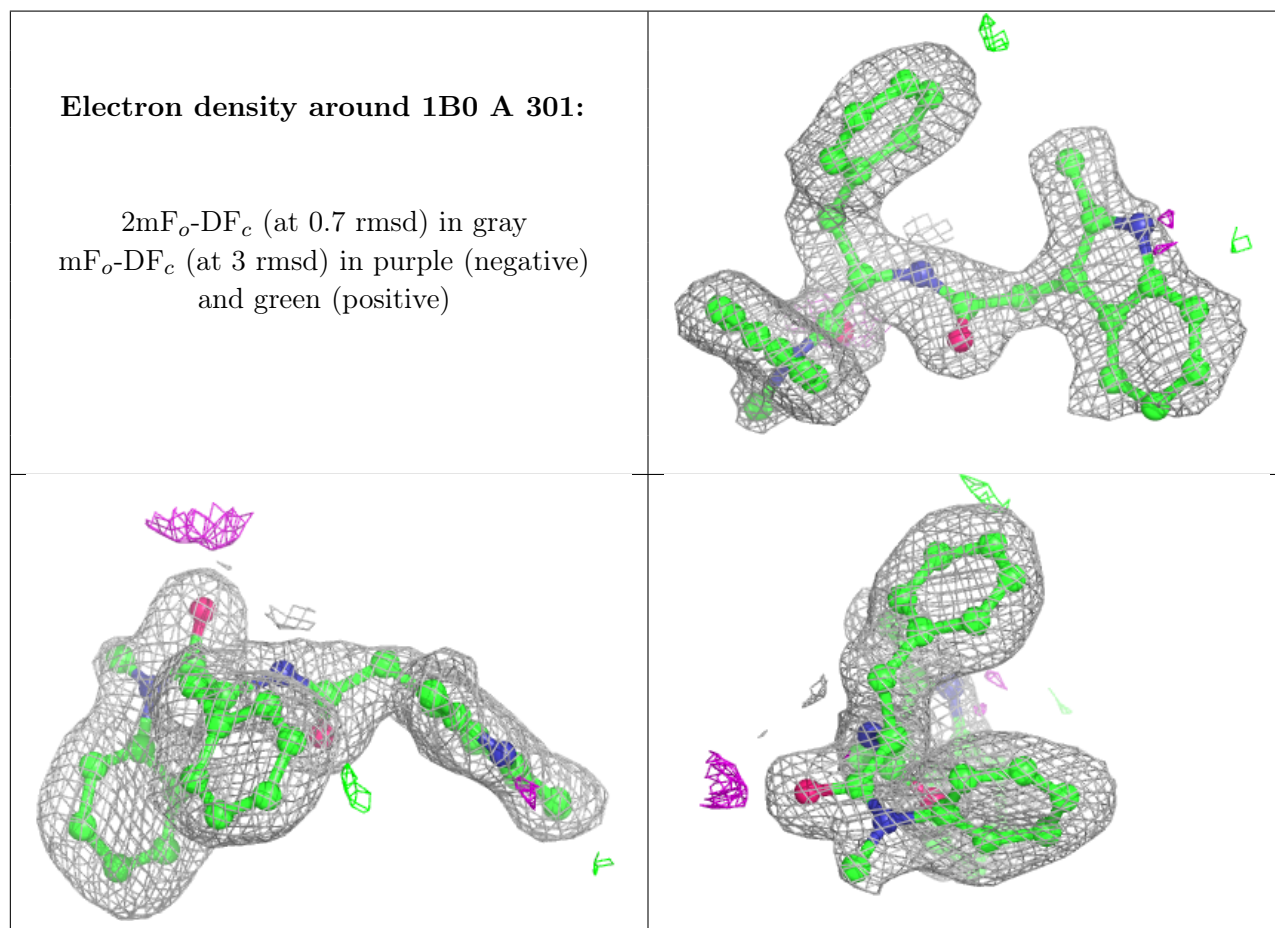 Electron density around 1B0 A 301:
2mFo-DFc (at 0.7 rmsd) in gray
mFo-DFc (at 3 rmsd) in purple (negative)
and green (positive)